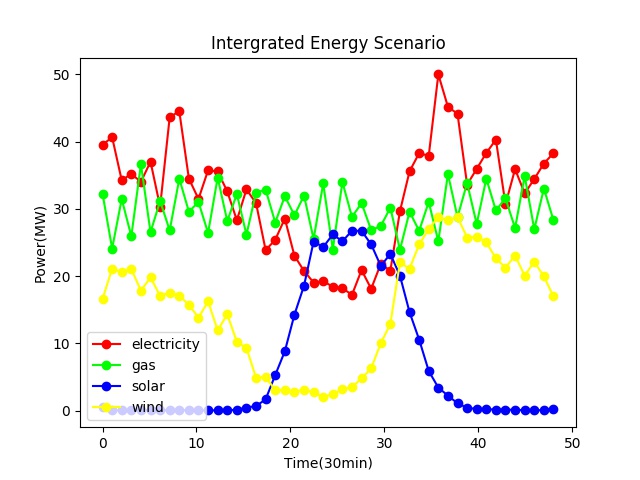 Intergrated Energy Scenario
Power(MW)
50
40
30
20
10
0
electricity
gas
solar
wind
0 10 20 30 40 50
Time(30min)